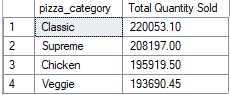 pizza_category Total Quantity Sold
1 Classic 220053.10
2 Supreme 208197.00
3 Chicken 195919.50
4 Veggie 193690.45